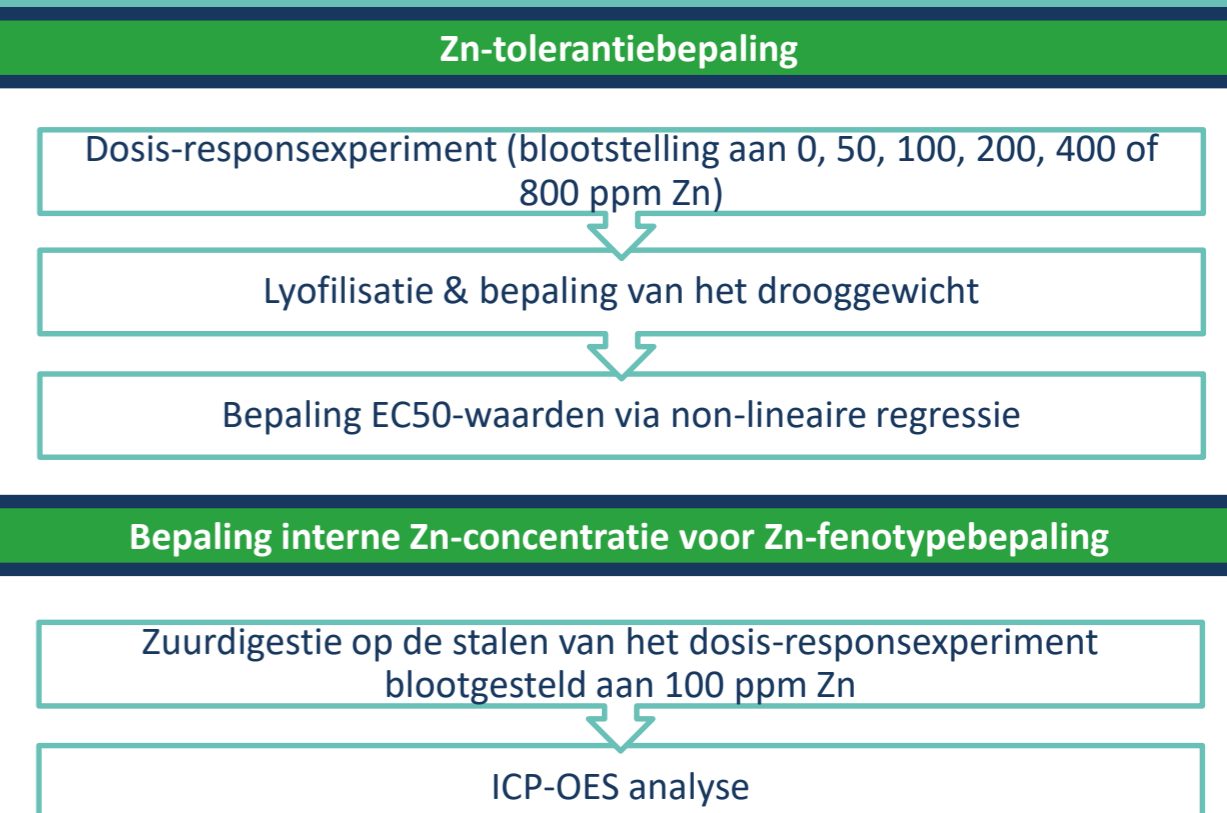 Zn-tolerantiebepaling
Dosis-responsexperiment (blootstelling aan 0, 50, 100, 200, 400 of
800 ppm Zn)
Lyofilisatie & bepaling van het drooggewicht
Bepaling EC50-waarden via non-lineaire regressie
Bepaling interne Zn-concentratie voor Zn-fenotypebepaling
Zuurdigestie op de stalen van het dosis-responsexperiment
blootgesteld aan 100 ppm Zn
ICP-OES analyse